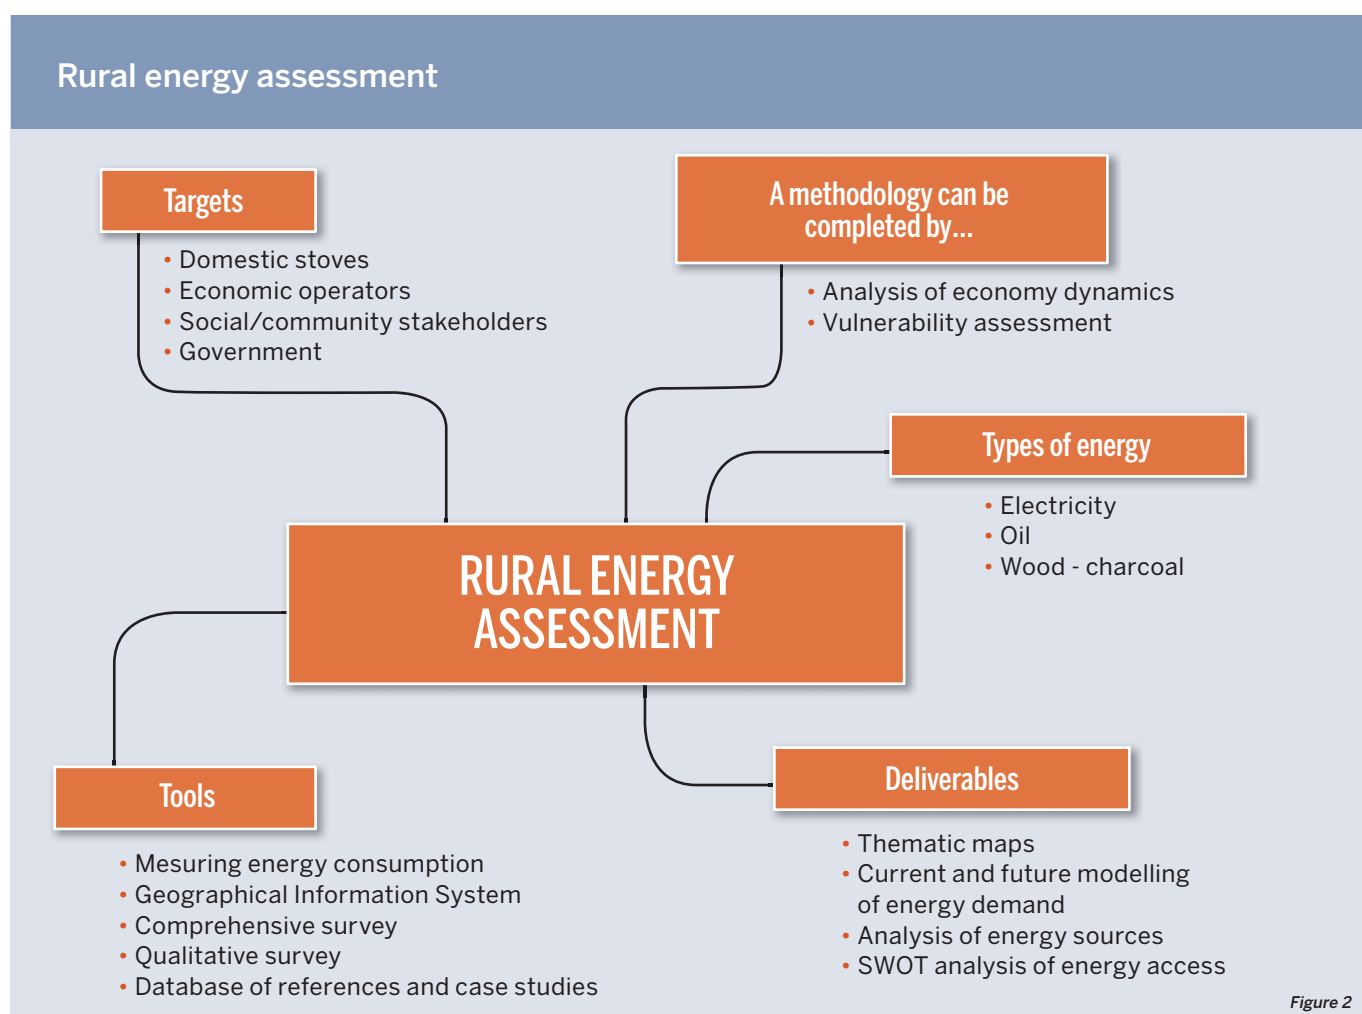 Rural energy assessment
Targets
• Domestic stoves
• Economic operators
• Social/community stakeholders
• Government
A methodology can be
completed by...
• Analysis of economy dynamics
• Vulnerability assessment
Types of energy
• Electricity
• Oil
• Wood - charcoal
RURAL ENERGY
ASSESSMENT
Tools
• Mesuring energy consumption
• Geographical Information System
• Comprehensive survey
• Qualitative survey
• Database of references and case studies
Deliverables
• Thematic maps
• Current and future modelling
of energy demand
• Analysis of energy sources
• SWOT analysis of energy access
Figure 2